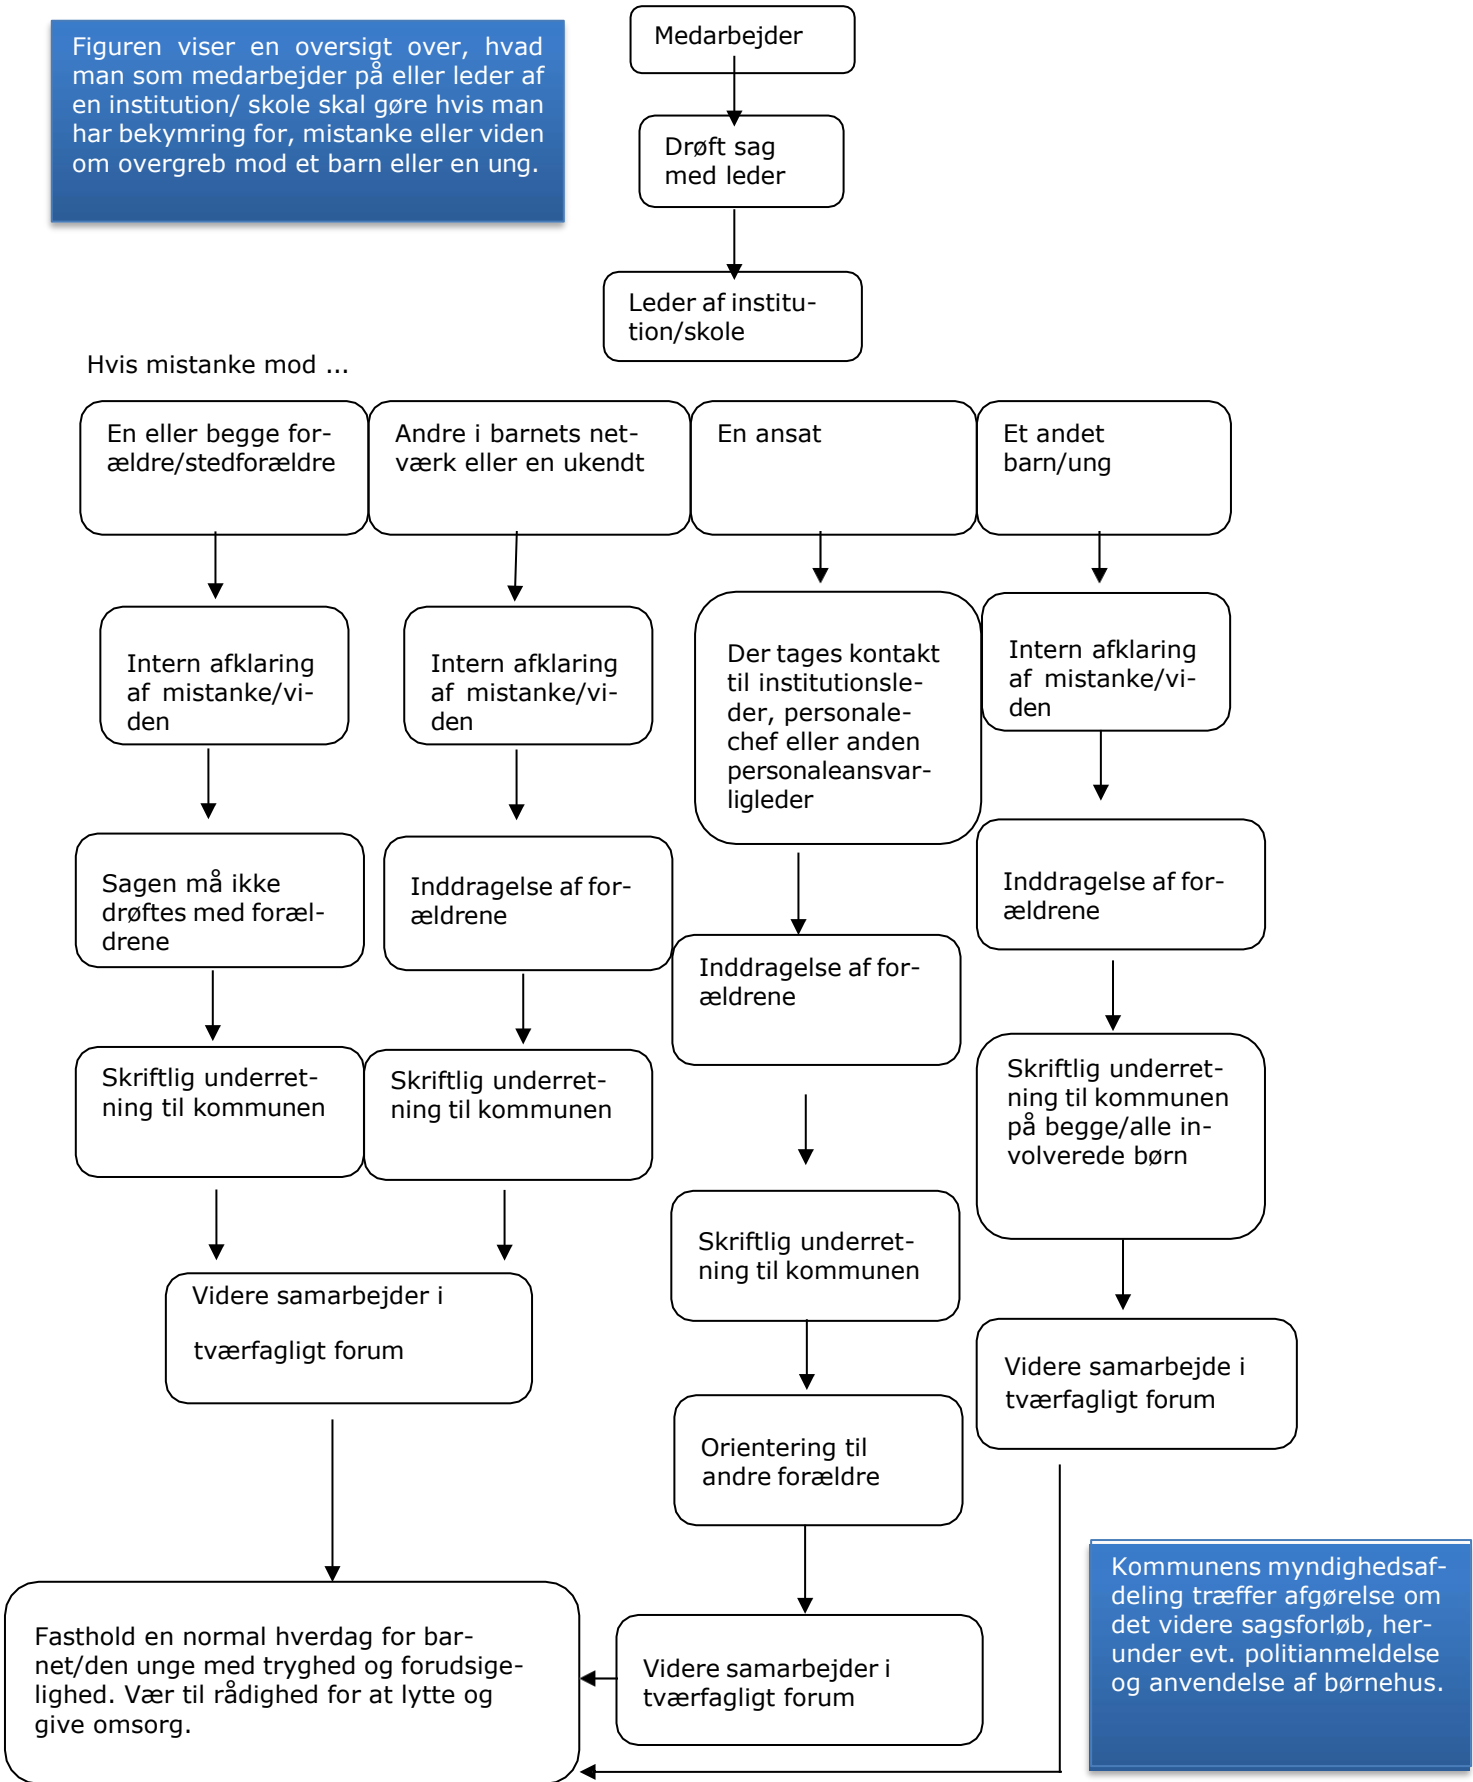 Figuren viser en oversigt over, hvad
man som medarbejder på eller leder af
en institution/ skole skal gøre hvis man
har bekymring for, mistanke eller viden
om overgreb mod et barn eller en ung.
Medarbejder
Drøft sag
med leder
Leder af institu-
tion/skole
Hvis mistanke mod ...
En eller begge for-
ældre/stedforældre
Andre i barnets net-
værk eller en ukendt
En ansat
Et andet
barn/ung
Intern afklaring
af mistanke/vi-
den
Intern afklaring
af mistanke/vi-
den
Der tages kontakt
til institutionsle-
der, personale-
chef eller anden
personaleansvar-
ligleder
Intern afklaring
af mistanke/vi-
den
Sagen må ikke
drøftes med foræl-
drene
Inddragelse af for-
ældrene
Inddragelse af for-
ældrene
Inddragelse af for-
ældrene
Skriftlig underret-
ning til kommunen
Skriftlig underret-
ning til kommunen
Skriftlig underret-
ning til kommunen
Skriftlig underret-
ning til kommunen
på begge/alle in-
volverede børn
Videre samarbejder i
tværfagligt forum
Orientering til
andre forældre
Videre samarbejde i
tværfagligt forum
Fasthold en normal hverdag for bar-
net/den unge med tryghed og forudsige-
lighed. Vær til rådighed for at lytte og
give omsorg.
Videre samarbejder i
tværfagligt forum
Kommunens myndighedsaf-
deling træffer afgørelse om
det videre sagsforløb, her-
under evt. politianmeldelse
og anvendelse af børnehus.